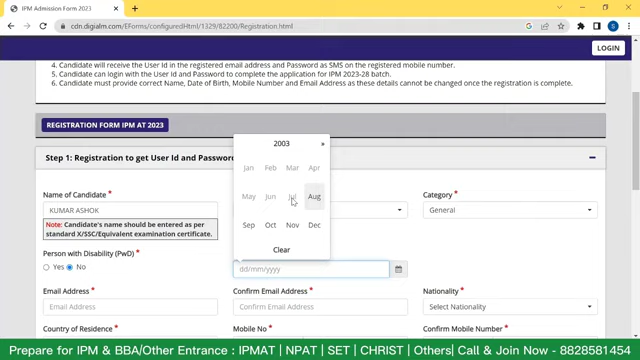 IPM Admission Form 2023
cdn.digialm.com/EForms/configuredHtml/1329/82200/Registration.html
LOGIN
4. Candidate will receive the User Id in the registered email address and Password as SMS on the registered mobile number.
5. Candidate can login with the User Id and Password to complete the application for IPM 2023-28 batch.
6. Candidate must provide correct Name, Date of Birth, Mobile Number and Email Address as these details cannot be changed once the registration is complete.
REGISTRATION FORM IPM AT 2023
Step 1: Registration to get User Id and Password
2003 »
Jan Feb Mar Apr
May Jun Jul Aug
Sep Oct Nov Dec
Clear
Name of Candidate *
KUMAR ASHOK
Note: Candidate's name should be entered as per
standard X/SSC/Equivalent examination certificate.
Category *
General
Person with Disability (PwD) *
Yes No
dd/mm/yyyy
Email Address * Confirm Email Address * Nationality *
Email Address Confirm Email Address Select Nationality
Country of Residence * Mobile No * Confirm Mobile Number *
Prepare for IPM & BBA/Other Entrance : IPMAT | NPAT | SET | CHRIST | Others| Call & Join Now - 8828581454